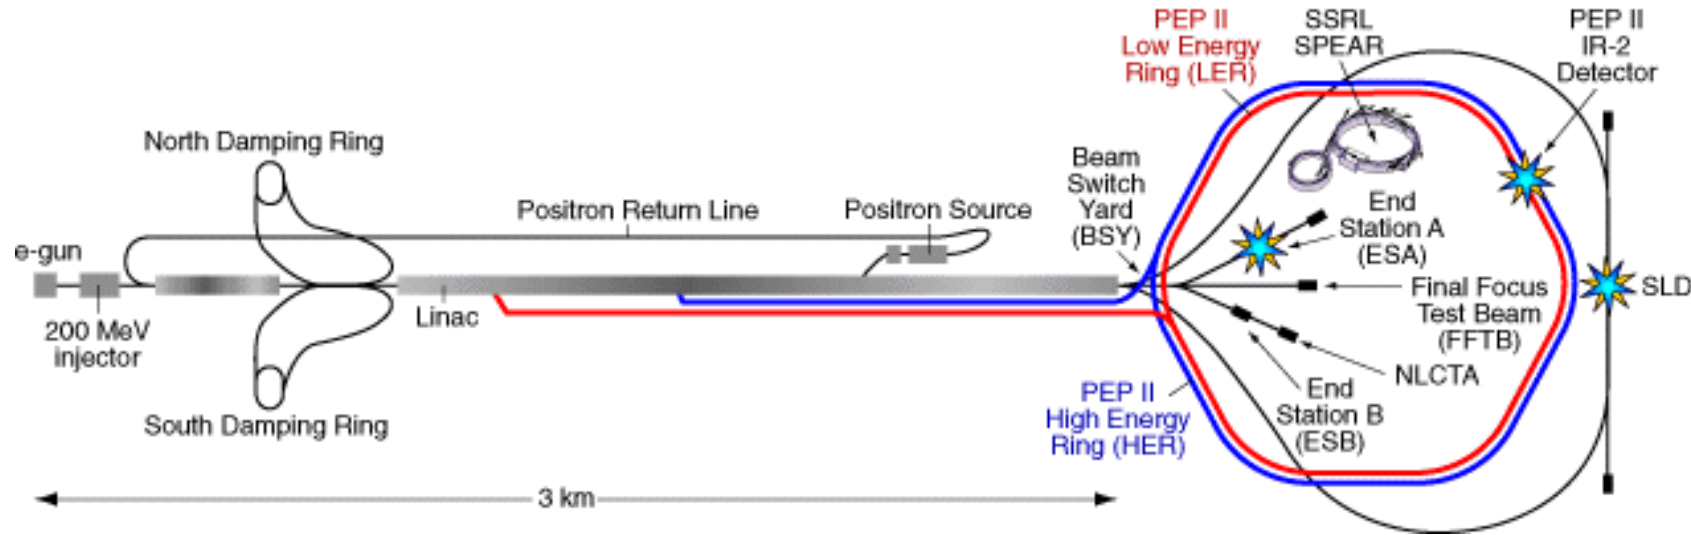 PEP II
Low Energy
Ring (LER)
SSRL
SPEAR
PEP II
IR-2
Detector
North Damping Ring
Beam
Switch
Yard
(BSY)
Positron Return Line
Positron Source
End
Station A
(ESA)
e-gun
200 MeV
injector
Linac
Final Focus
Test Beam
(FFTB)
SLD
NLCTA
End
Station B
(ESB)
PEP II
High Energy
Ring (HER)
South Damping Ring
3 km